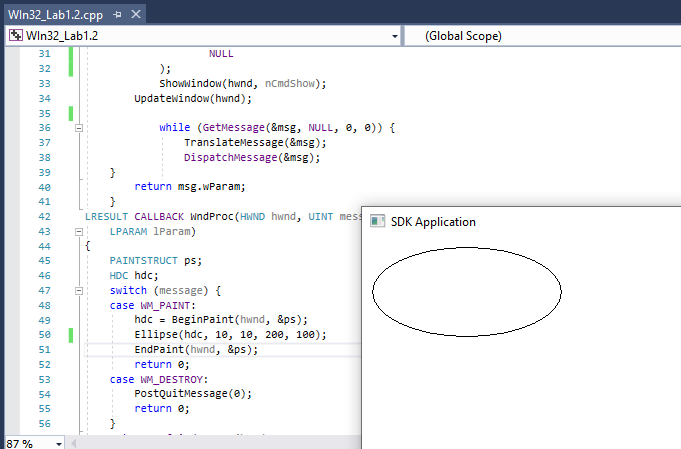 WIn32_Lab1.2.cpp
WIn32_Lab1.2 (Global Scope)
31 NULL
32 );
33 ShowWindow(hwnd, nCmdShow);
34 UpdateWindow(hwnd);
35
36 while (GetMessage(&msg, NULL, 0, 0)) {
37 TranslateMessage(&msg);
38 DispatchMessage(&msg);
39 }
40 return msg.wParam;
41 }
42 LRESULT CALLBACK WndProc(HWND hwnd, UINT mess
43 LPARAM lParam)
44 {
45 PAINTSTRUCT ps;
46 HDC hdc;
47 switch (message) {
48 case WM_PAINT:
49 hdc = BeginPaint(hwnd, &ps);
50 Ellipse(hdc, 10, 10, 200, 100);
51 EndPaint(hwnd, &ps);
52 return 0;
53 case WM_DESTROY:
54 PostQuitMessage(0);
55 return 0;
56 }
87 %
SDK Application